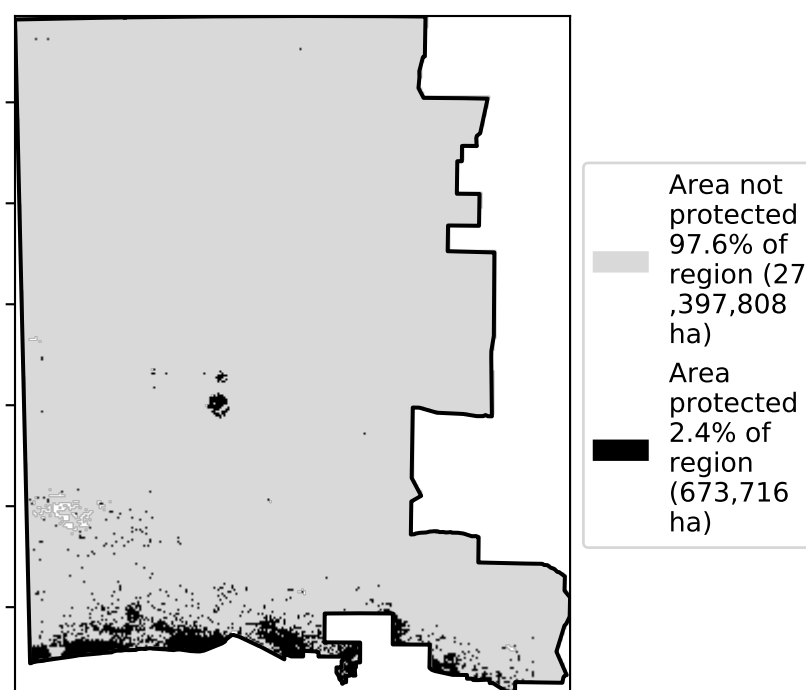 Area not
protected
97.6% of
region (27
,397,808
ha)
Area
protected
2.4% of
region
(673,716
ha)